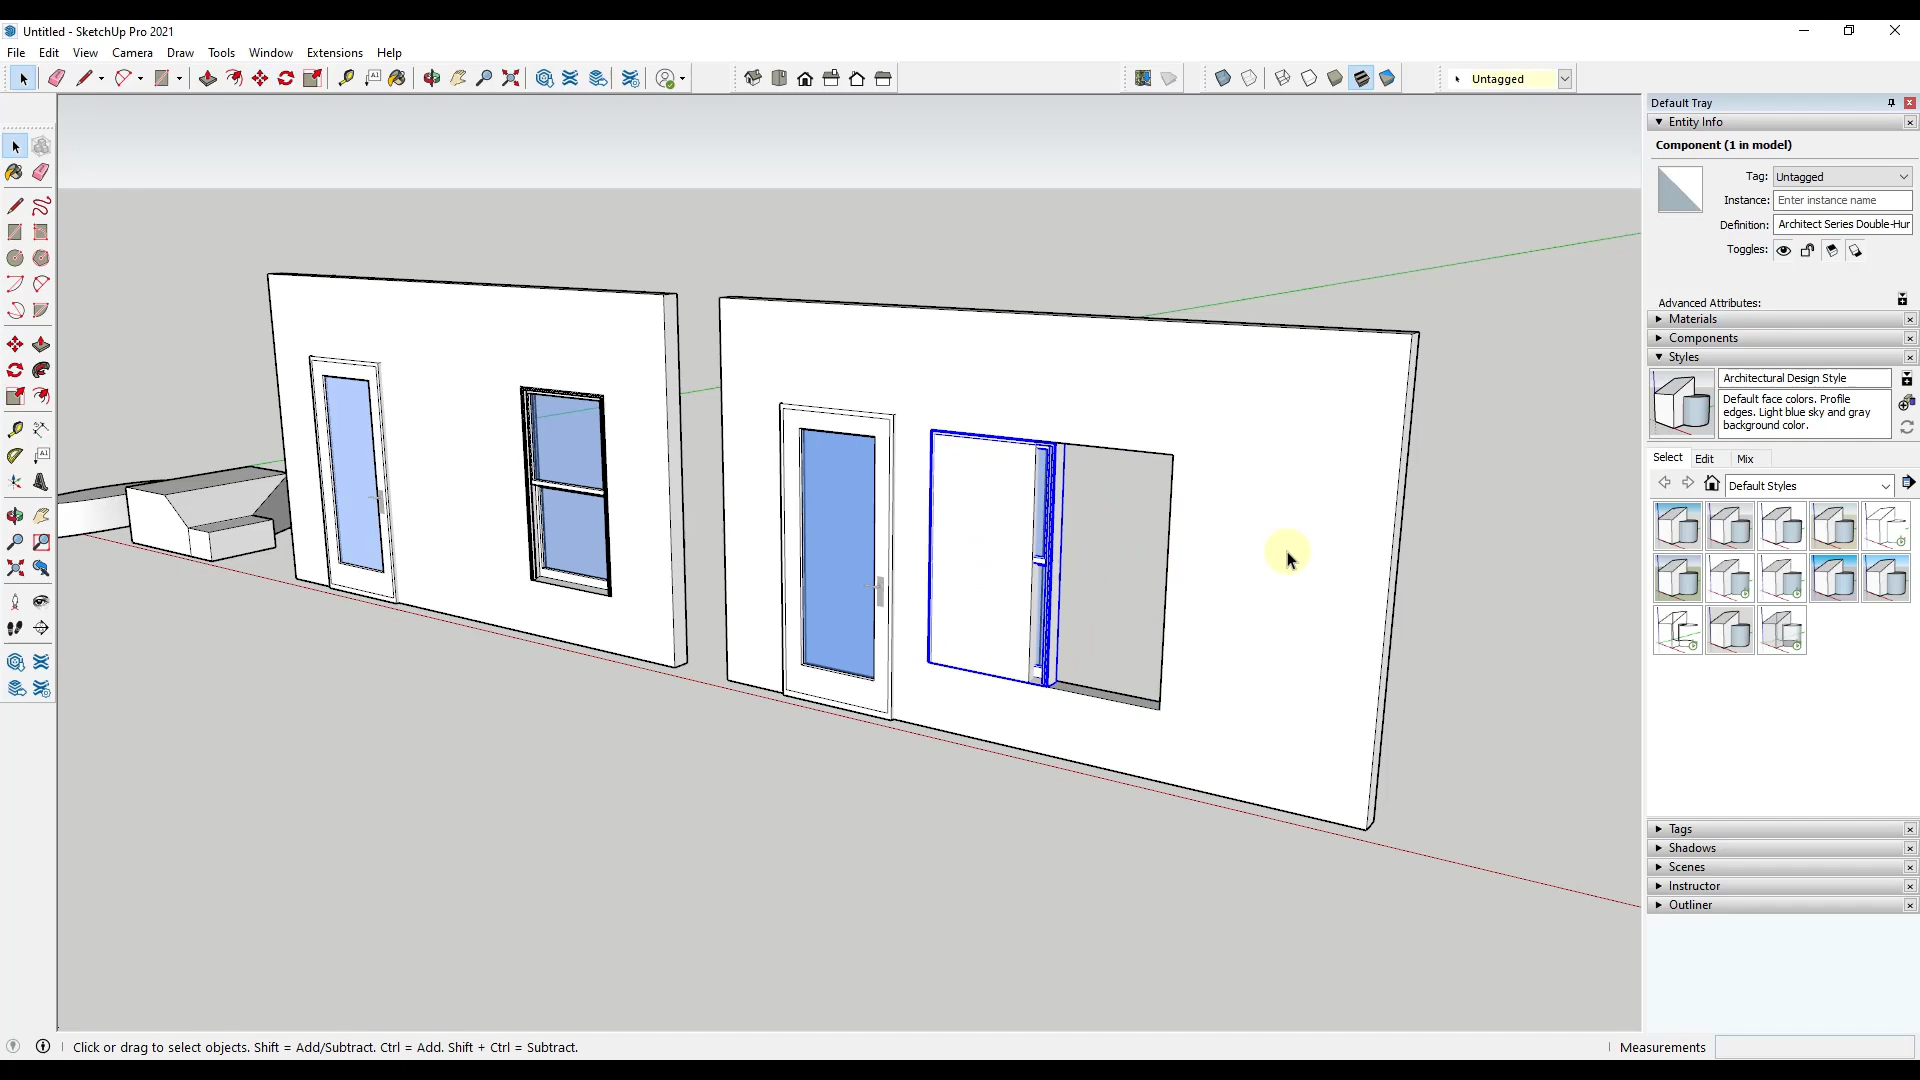 Untitled - SketchUp Pro 2021
File Edit View Camera Draw Tools Window Extensions Help
Untagged
Default Tray
Entity Info
Component (1 in model)
Tag: Untagged
Instance: Enter instance name
Definition: Architect Series Double-Hur
Toggles:
Advanced Attributes:
Materials
Components
Styles
Architectural Design Style
Default face colors. Profile
edges. Light blue sky and gray
background color.
Select Edit Mix
Default Styles
Tags
Shadows
Scenes
Instructor
Outliner
Click or drag to select objects. Shift = Add/Subtract. Ctrl = Add. Shift + Ctrl = Subtract.
Measurements